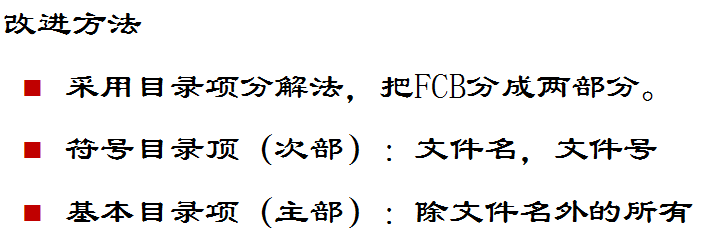 改进方法
采用目录项分解法，把FCB分成两部分。
符号目录顶（次部）：文件名，文件号
基本目录项（主部）：除文件名外的所有